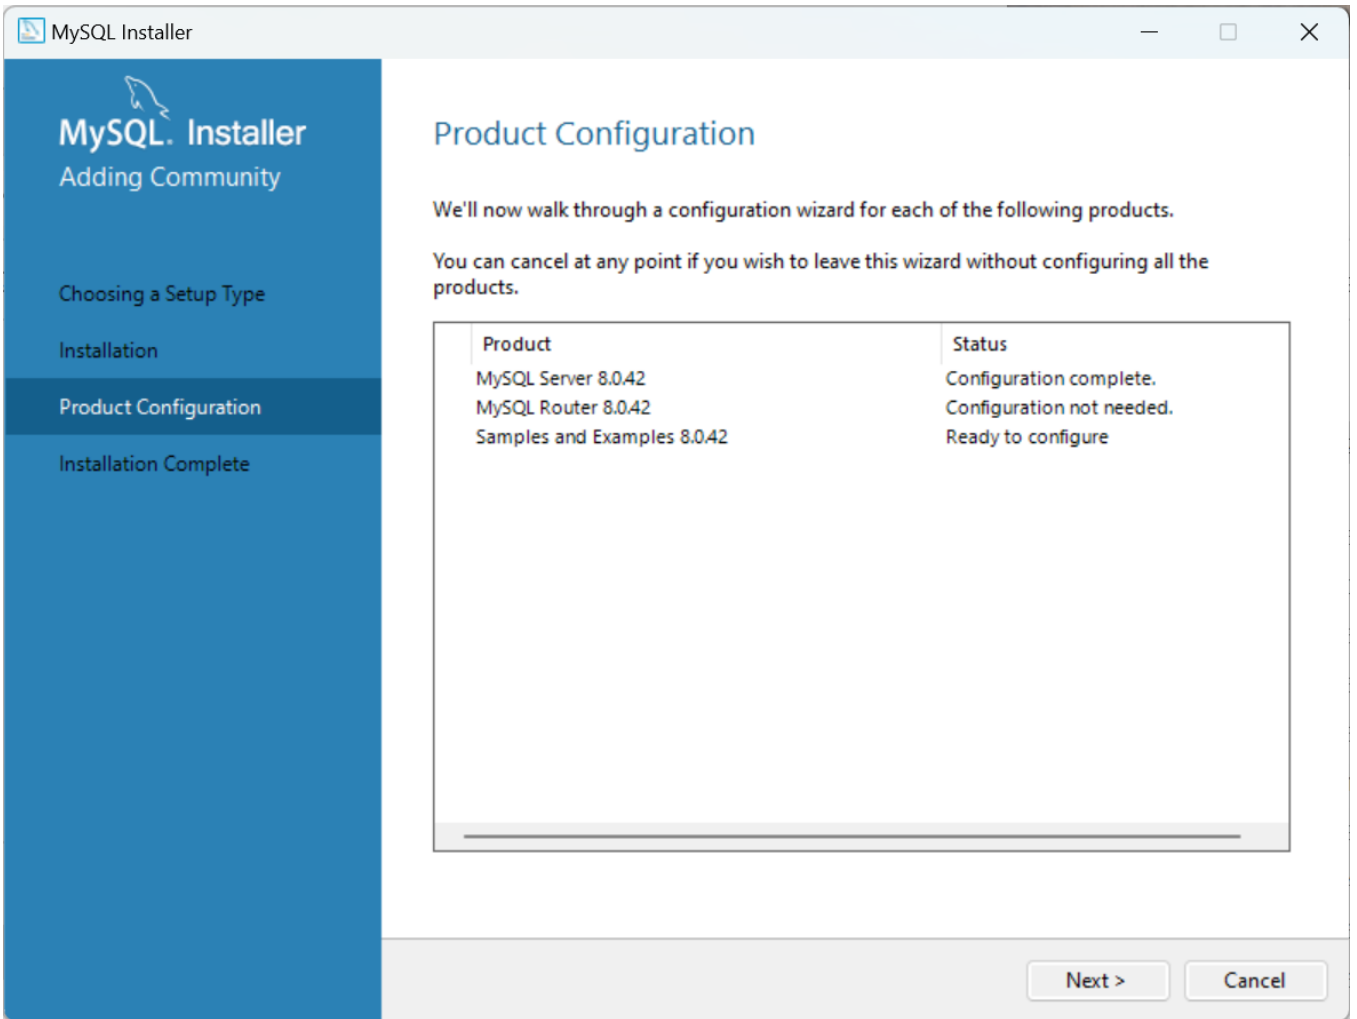 MySQL Installer
MySQL. Installer
Adding Community
Choosing a Setup Type
Installation
Product Configuration
Installation Complete
Product Configuration
We'll now walk through a configuration wizard for each of the following products.
You can cancel at any point if you wish to leave this wizard without configuring all the
products.
Product Status
MySQL Server 8.0.42 Configuration complete.
MySQL Router 8.0.42 Configuration not needed.
Samples and Examples 8.0.42 Ready to configure
Next > Cancel